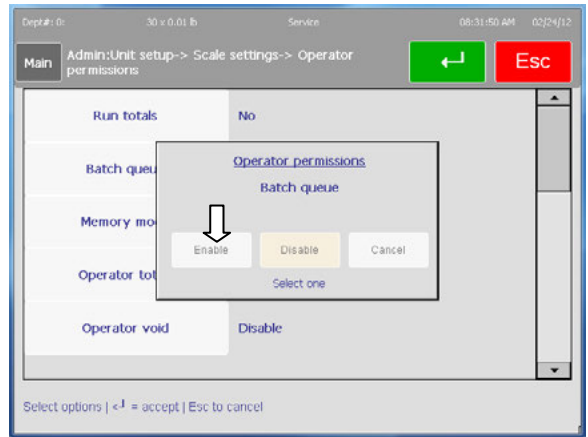 Dept#: 0: 30 x 0.01 lb Service 08:31:50 AM 02/24/12
Main Admin:Unit setup-> Scale settings-> Operator permissions Esc
Run totals No
Batch queu
Memory mo
Operator tot
Operator void Disable
Operator permissions
Batch queue
Enable Disable Cancel
Select one
Select options | ↵ = accept | Esc to cancel